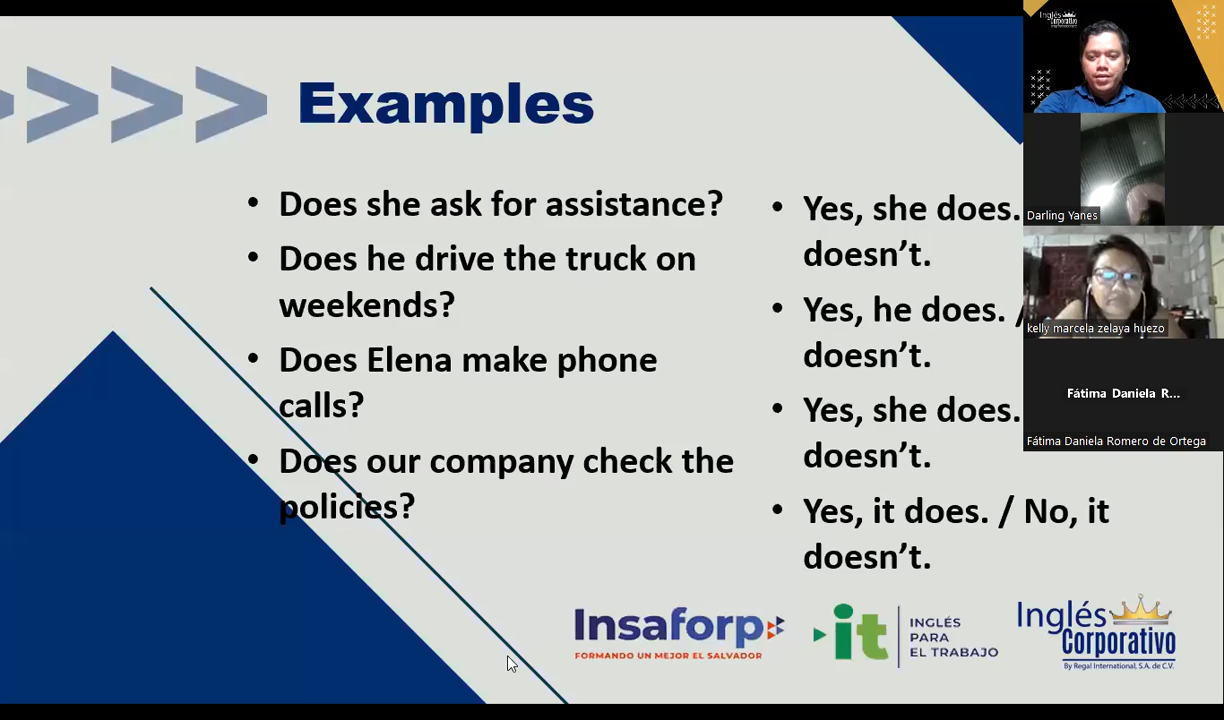 Examples
Does she ask for assistance?
Does he drive the truck on
weekends?
Does Elena make phone
calls?
Does our company check the
policies?
Yes, she does.
doesn’t.
Yes, he does. /
doesn’t.
Yes, she does.
doesn’t.
Yes, it does. / No, it
doesn’t.
Inglés
Corporativo
Darling Yanes
kelly marcela zelaya huezo
Fátima Daniela R...
Fátima Daniela Romero de Ortega
Insaforp
FORMANDO UN MEJOR EL SALVADOR
it
INGLÉS
PARA
EL TRABAJO
Inglés
Corporativo
By Regal International, S.A. de C.V.